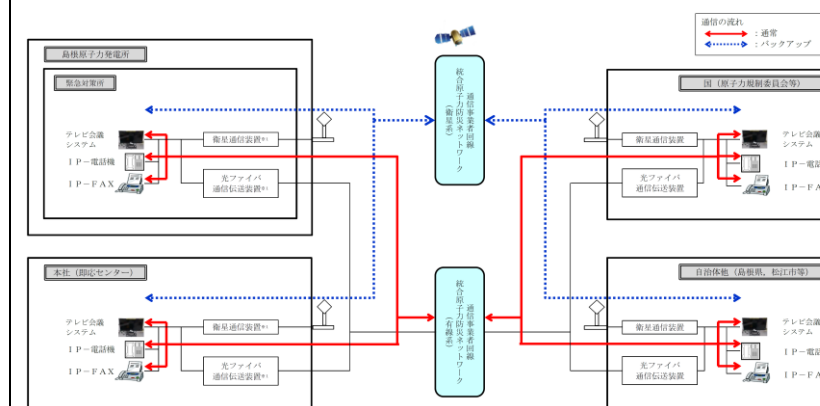 通信の流れ
：通常
：バックアップ
島根原子力発電所
緊急対策所
テレビ会議
システム
ＩＰ－電話機
ＩＰ－ＦＡＸ
衛星通信装置※1
光ファイバ
通信伝送装置※1
通信事業者回線
統合原子力防災ネットワーク
（衛星系）
国（原子力規制委員会等）
衛星通信装置
光ファイバ
通信伝送装置
テレビ会議
システム
ＩＰ－電話
ＩＰ－ＦＡ
本社（即応センター）
テレビ会議
システム
ＩＰ－電話機
ＩＰ－ＦＡＸ
衛星通信装置※1
光ファイバ
通信伝送装置※1
通信事業者回線
統合原子力防災ネットワーク
（有線系）
自治体他（島根県，松江市等）
衛星通信装置
光ファイバ
通信伝送装置
テレビ会議
システム
ＩＰ－電話
ＩＰ－ＦＡ